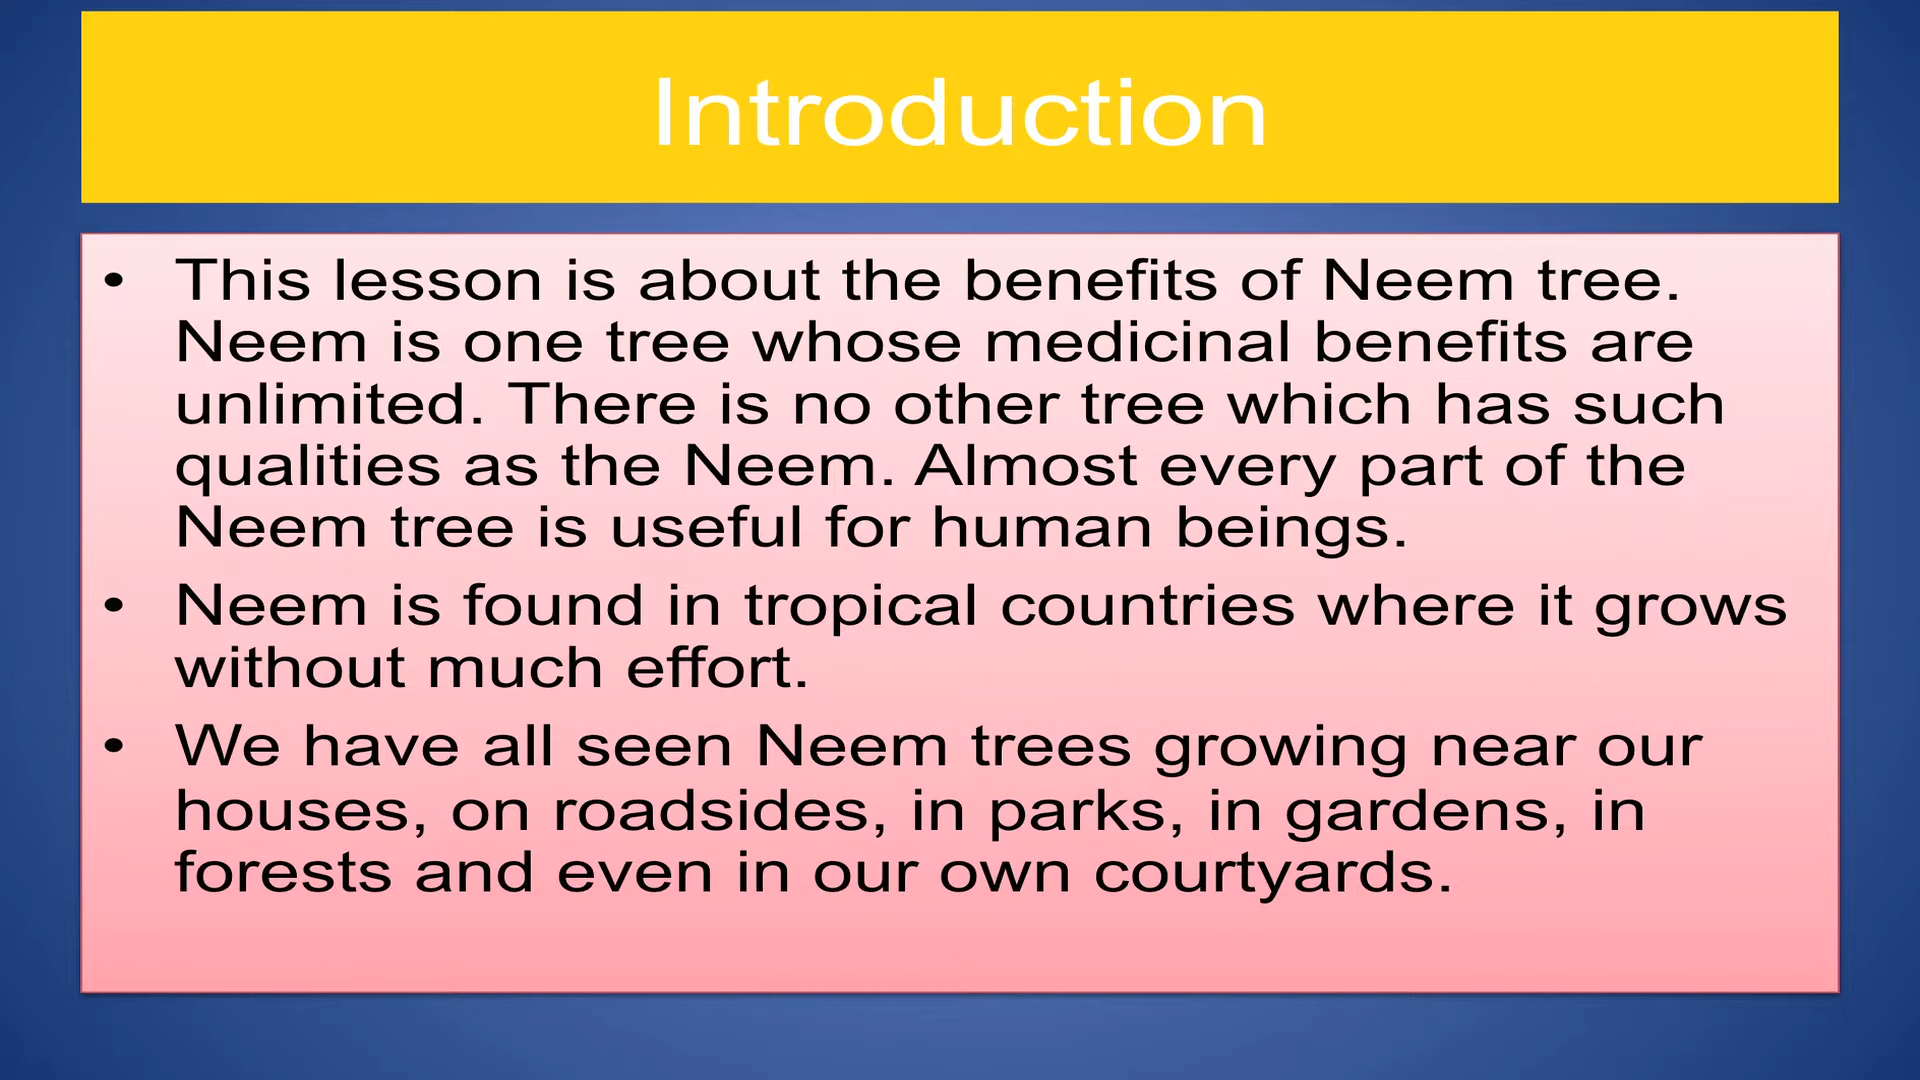 Introduction
• This lesson is about the benefits of Neem tree.
Neem is one tree whose medicinal benefits are
unlimited. There is no other tree which has such
qualities as the Neem. Almost every part of the
Neem tree is useful for human beings.
• Neem is found in tropical countries where it grows
without much effort.
• We have all seen Neem trees growing near our
houses, on roadsides, in parks, in gardens, in
forests and even in our own courtyards.